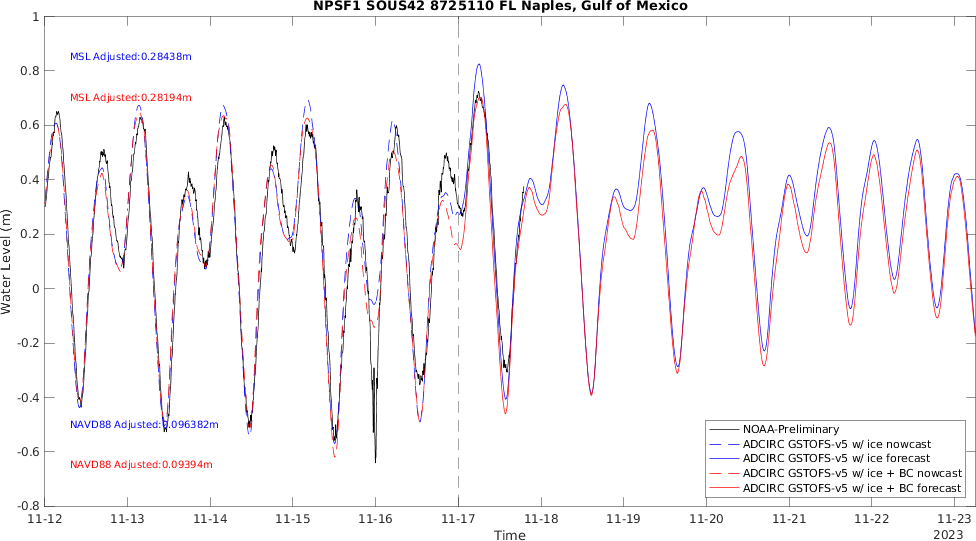 NPSF1 SOUS42 8725110 FL Naples, Gulf of Mexico
1
0.8
0.6
0.4
0.2
0
-0.2
-0.4
-0.6
-0.8
Water Level (m)
MSL Adjusted:0.28438m
MSL Adjusted:0.28194m
NAVD88 Adjusted:0.096382m
NAVD88 Adjusted:0.09394m
NOAA-Preliminary
ADCIRC GSTOFS-v5 w/ ice nowcast
ADCIRC GSTOFS-v5 w/ ice forecast
ADCIRC GSTOFS-v5 w/ ice + BC nowcast
ADCIRC GSTOFS-v5 w/ ice + BC forecast
11-12 11-13 11-14 11-15 11-16 11-17 11-18 11-19 11-20 11-21 11-22 11-23
2023
Time